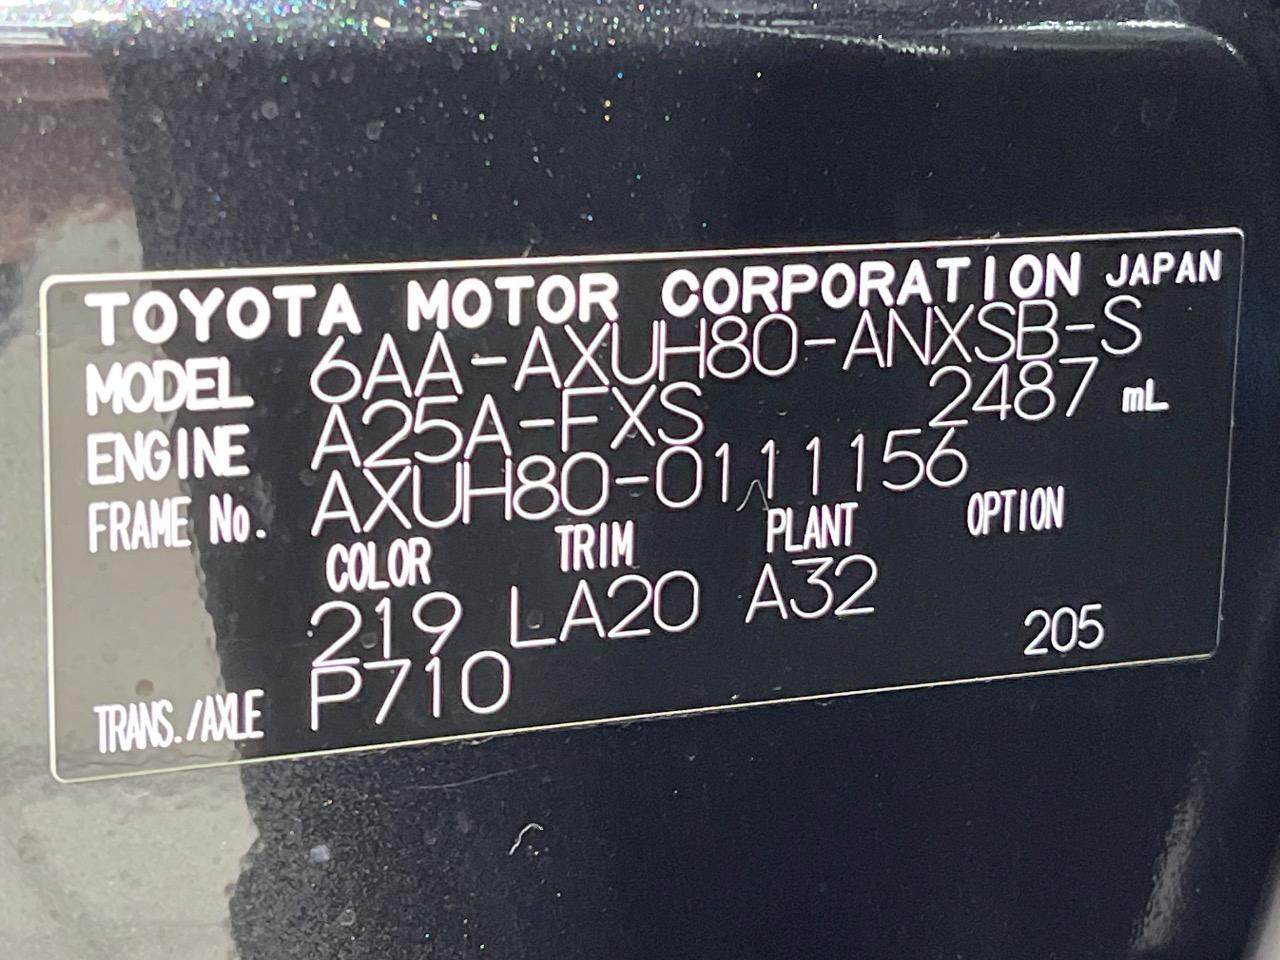 TOYOTA MOTOR CORPORATION JAPAN
MODEL 6AA-AXUH80-ANXSB-S
ENGINE A25A-FXS 2487 mL
FRAME No. AXUH80-0111156
COLOR TRIM PLANT OPTION
219 LA20 A32
205
TRANS./AXLE P710